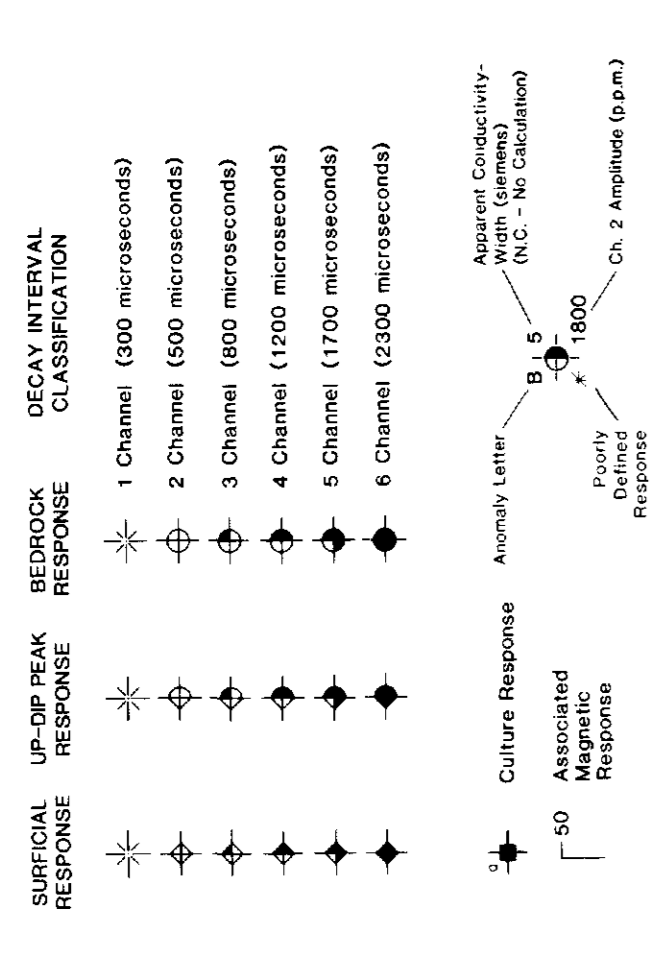 SURFICIAL UP-DIP PEAK BEDROCK DECAY INTERVAL
RESPONSE RESPONSE RESPONSE CLASSIFICATION
1 Channel (300 microseconds)
2 Channel (500 microseconds)
3 Channel (800 microseconds)
4 Channel (1200 microseconds)
5 Channel (1700 microseconds)
6 Channel (2300 microseconds)
a
Culture Response
50
Associated
Magnetic
Response
Anomaly Letter
B 5
1800
*
Poorly
Defined
Response
Apparent Conductivity-
Width (siemens)
(N.C. - No Calculation)
Ch. 2 Amplitude (p.p.m.)